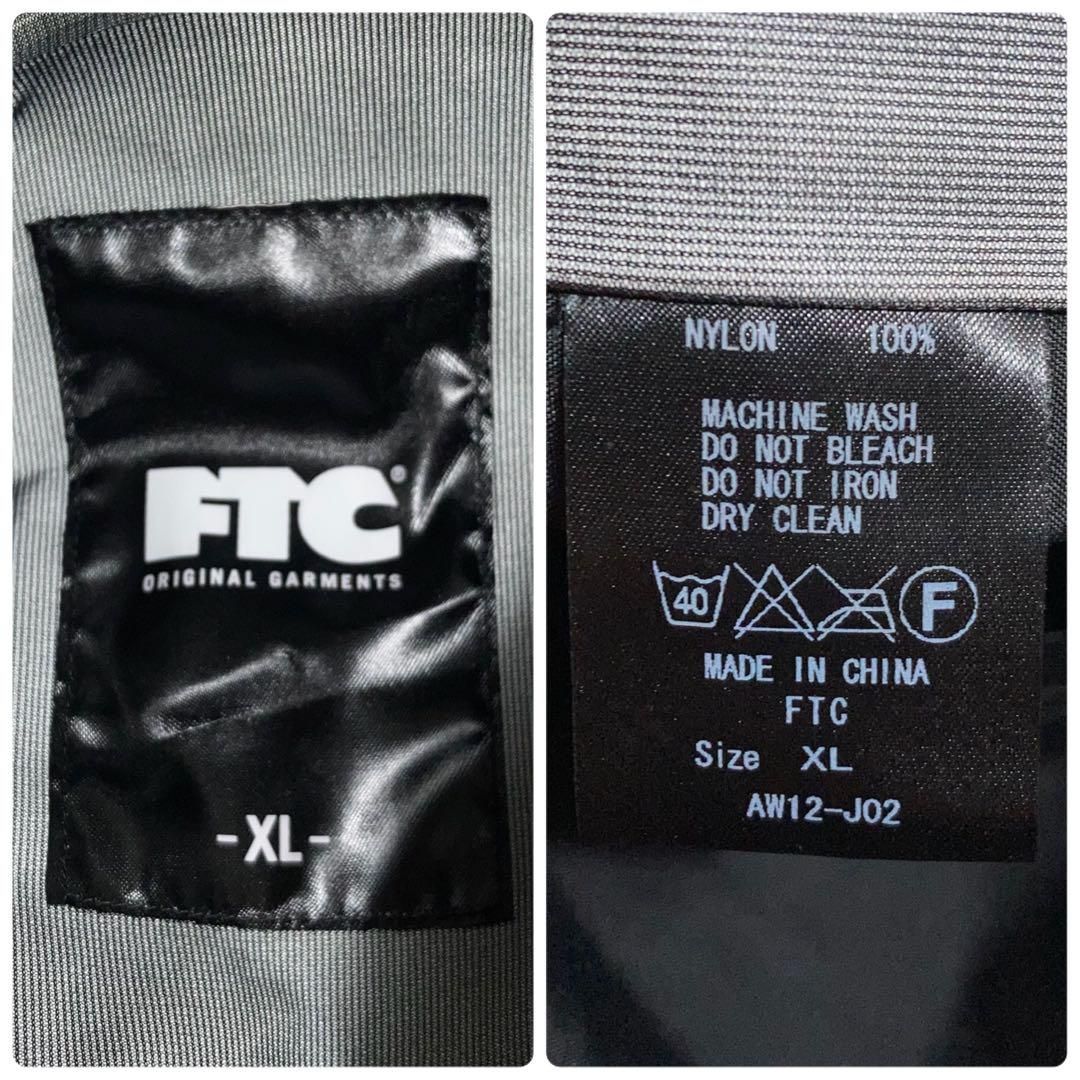 FTC
ORIGINAL GARMENTS
-XL-
NYLON 100%
MACHINE WASH
DO NOT BLEACH
DO NOT IRON
DRY CLEAN
40 F
MADE IN CHINA
FTC
Size XL
AW12-J02